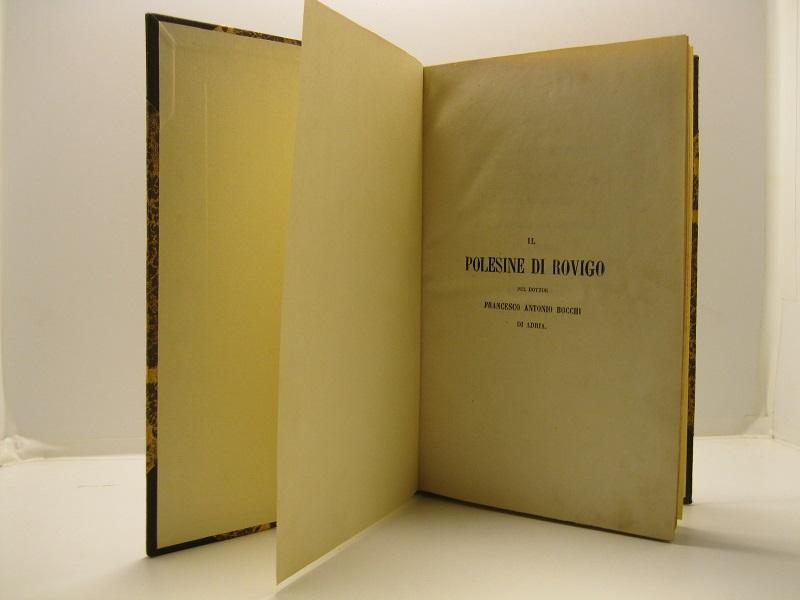 IL
POLESINE DI ROVIGO
DEL DOTTOR
FRANCESCO ANTONIO BOCCHI
DI ADRIA.